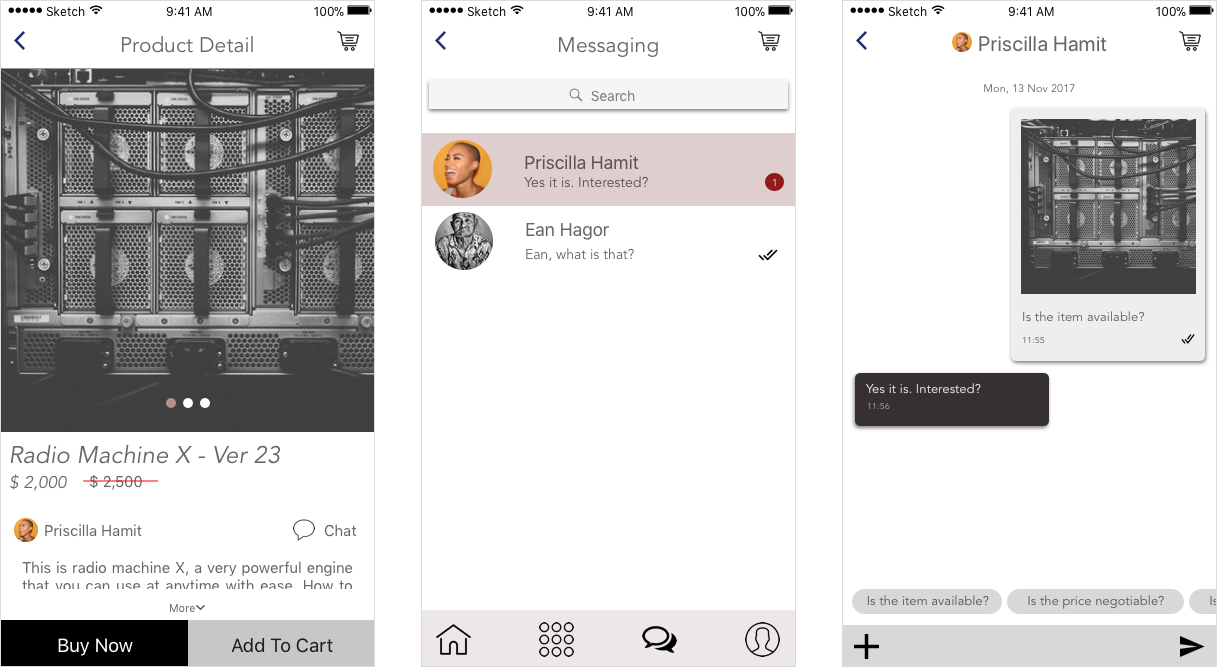 Sketch 9:41 AM 100%
Product Detail
Radio Machine X - Ver 23
$ 2,000 $ 2,500
Priscilla Hamit Chat
This is radio machine X, a very powerful engine
that you can use at anytime with ease. How to
More
Buy Now Add To Cart
Sketch 9:41 AM 100%
Messaging
Search
Priscilla Hamit
Yes it is. Interested?
1
Ean Hagor
Ean, what is that?
Sketch 9:41 AM 100%
Priscilla Hamit
Mon, 13 Nov 2017
Is the item available?
11:55
Yes it is. Interested?
11:56
Is the item available? Is the price negotiable? Is